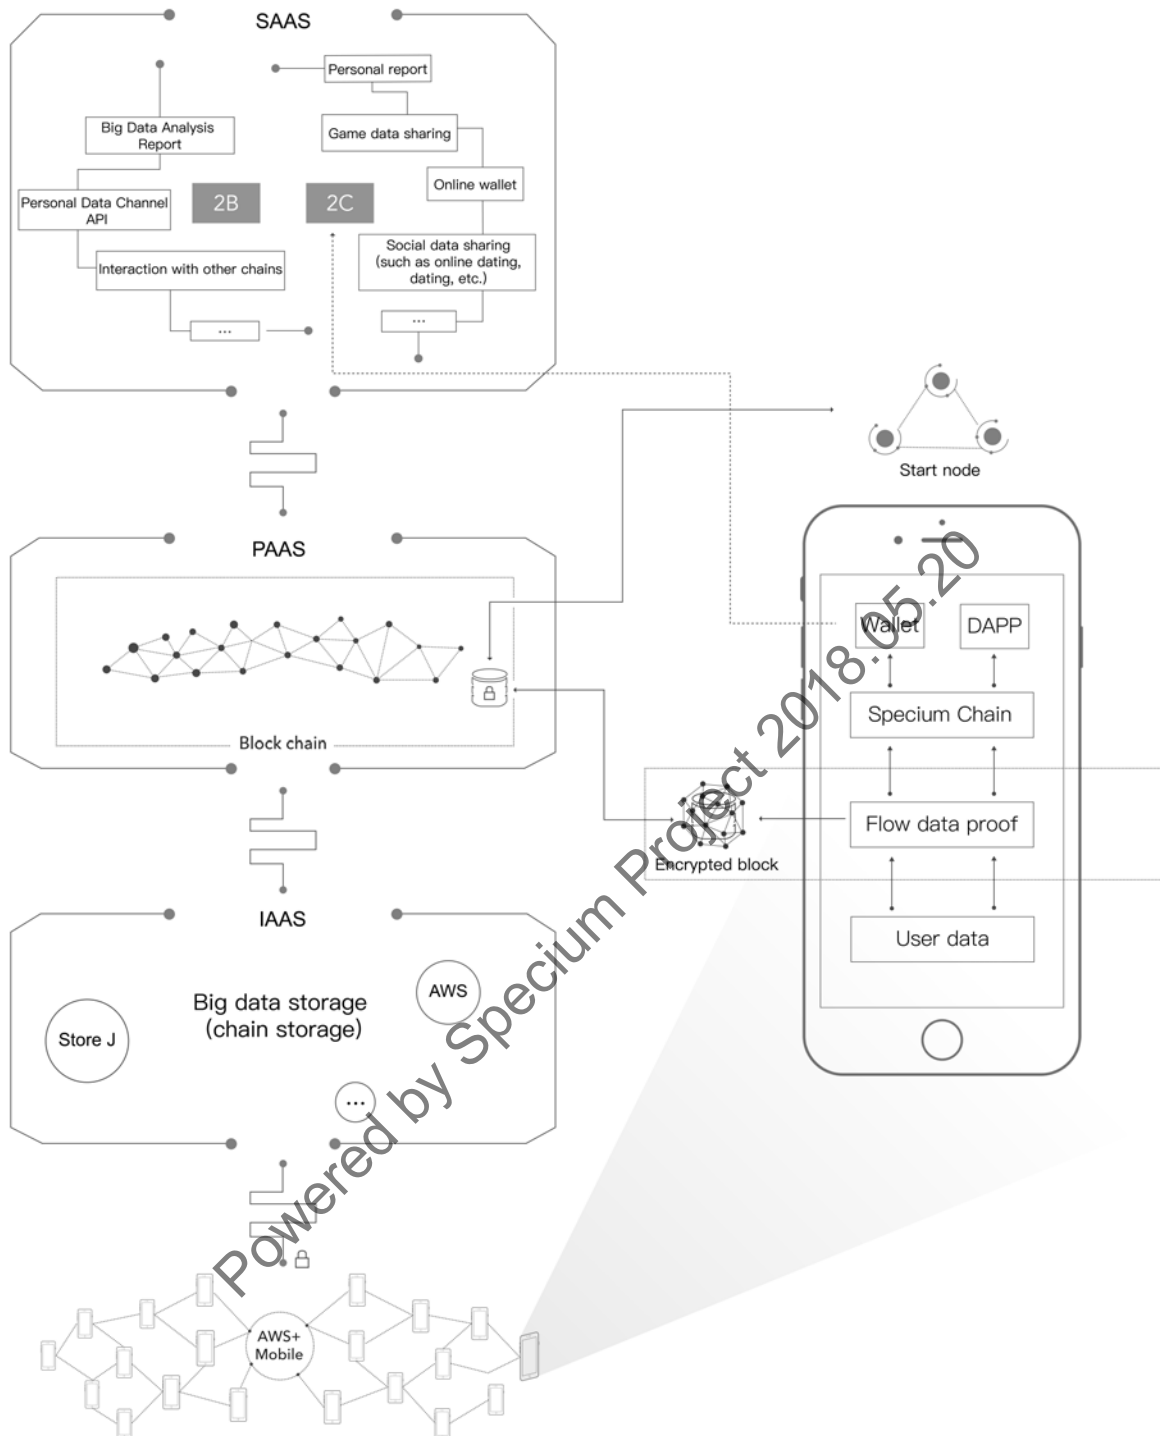 SAAS
Personal report
Big Data Analysis
Report
Game data sharing
Online wallet
Personal Data Channel
API
2B
2C
Social data sharing
(such as online dating,
dating, etc.)
Interaction with other chains
...
...
Start node
PAAS
Block chain
Wallet
DAPP
Specium Chain
Flow data proof
Encrypted block
User data
IAAS
Big data storage
(chain storage)
AWS
Store J
...
AWS+
Mobile
Powered by Specium Project 2018.05.20